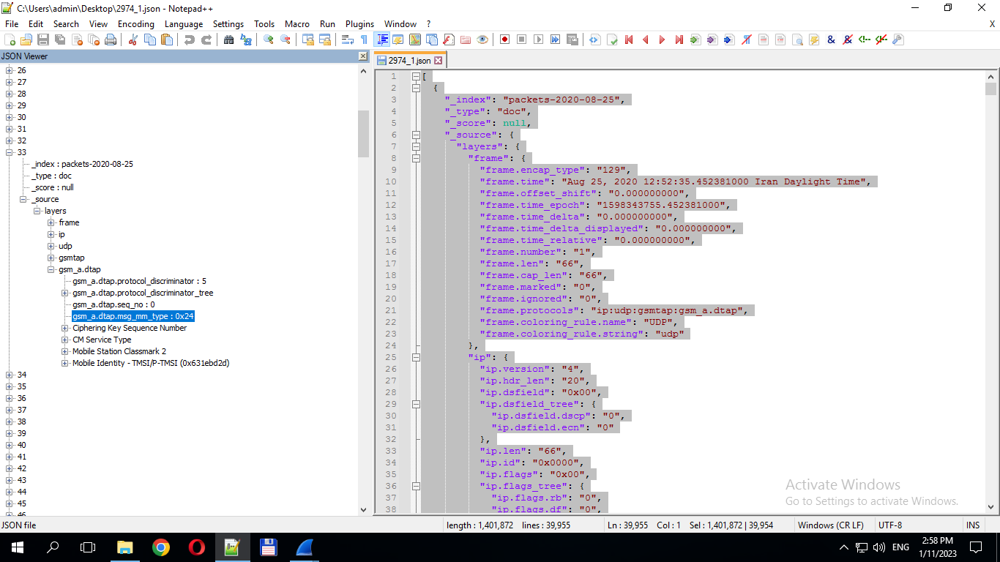 C:\Users\admin\Desktop\2974_1.json - Notepad++
File Edit Search View Encoding Language Settings Tools Macro Run Plugins Window ? X
JSON Viewer
2974_1.json
26
27
28
29
30
31
32
33
_index : packets-2020-08-25
_type : doc
_score : null
_source
layers
frame
ip
udp
gsmtap
gsm_a.dtap
gsm_a.dtap.protocol_discriminator : 5
gsm_a.dtap.protocol_discriminator_tree
gsm_a.dtap.seq_no : 0
gsm_a.dtap.msg_mm_type : 0x24
Ciphering Key Sequence Number
CM Service Type
Mobile Station Classmark 2
Mobile Identity - TMSI/P-TMSI (0x631ebd2d)
34
35
36
37
38
39
40
41
42
43
44
45
46
1 [
2 {
3 "_index": "packets-2020-08-25",
4 "_type": "doc",
5 "_score": null,
6 "_source": {
7 "layers": {
8 "frame": {
9 "frame.encap_type": "129",
10 "frame.time": "Aug 25, 2020 12:52:35.452381000 Iran Daylight Time",
11 "frame.offset_shift": "0.000000000",
12 "frame.time_epoch": "1598343755.452381000",
13 "frame.time_delta": "0.000000000",
14 "frame.time_delta_displayed": "0.000000000",
15 "frame.time_relative": "0.000000000",
16 "frame.number": "1",
17 "frame.len": "66",
18 "frame.cap_len": "66",
19 "frame.marked": "0",
20 "frame.ignored": "0",
21 "frame.protocols": "ip:udp:gsmtap:gsm_a.dtap",
22 "frame.coloring_rule.name": "UDP",
23 "frame.coloring_rule.string": "udp"
24 },
25 "ip": {
26 "ip.version": "4",
27 "ip.hdr_len": "20",
28 "ip.dsfield": "0x00",
29 "ip.dsfield_tree": {
30 "ip.dsfield.dscp": "0",
31 "ip.dsfield.ecn": "0"
32 },
33 "ip.len": "66",
34 "ip.id": "0x0000",
35 "ip.flags": "0x00",
36 "ip.flags_tree": {
37 "ip.flags.rb": "0",
38 "ip.flags.df": "0",
Activate Windows
Go to Settings to activate Windows.
JSON file length : 1,401,872 lines : 39,955 Ln : 39,955 Col : 1 Sel : 1,401,872 | 39,954 Windows (CR LF) UTF-8 INS
ENG
2:58 PM
1/11/2023